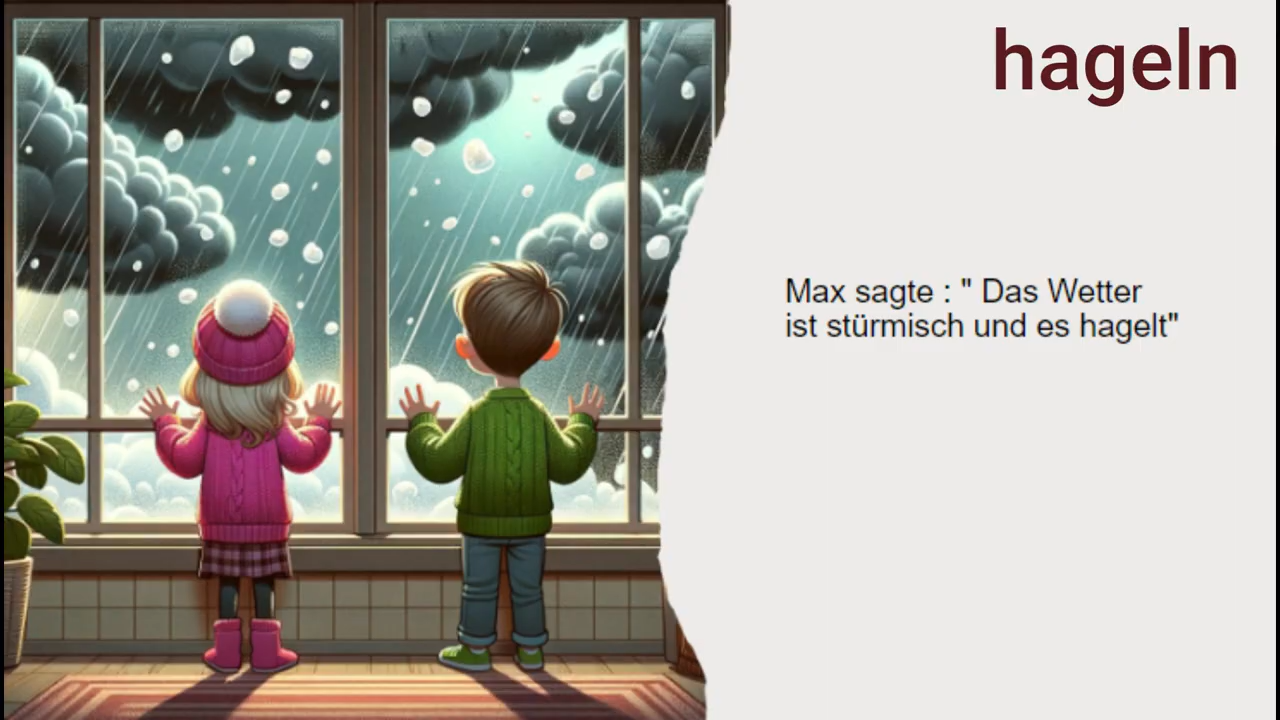 hageln
Max sagte : " Das Wetter
ist stürmisch und es hagelt"